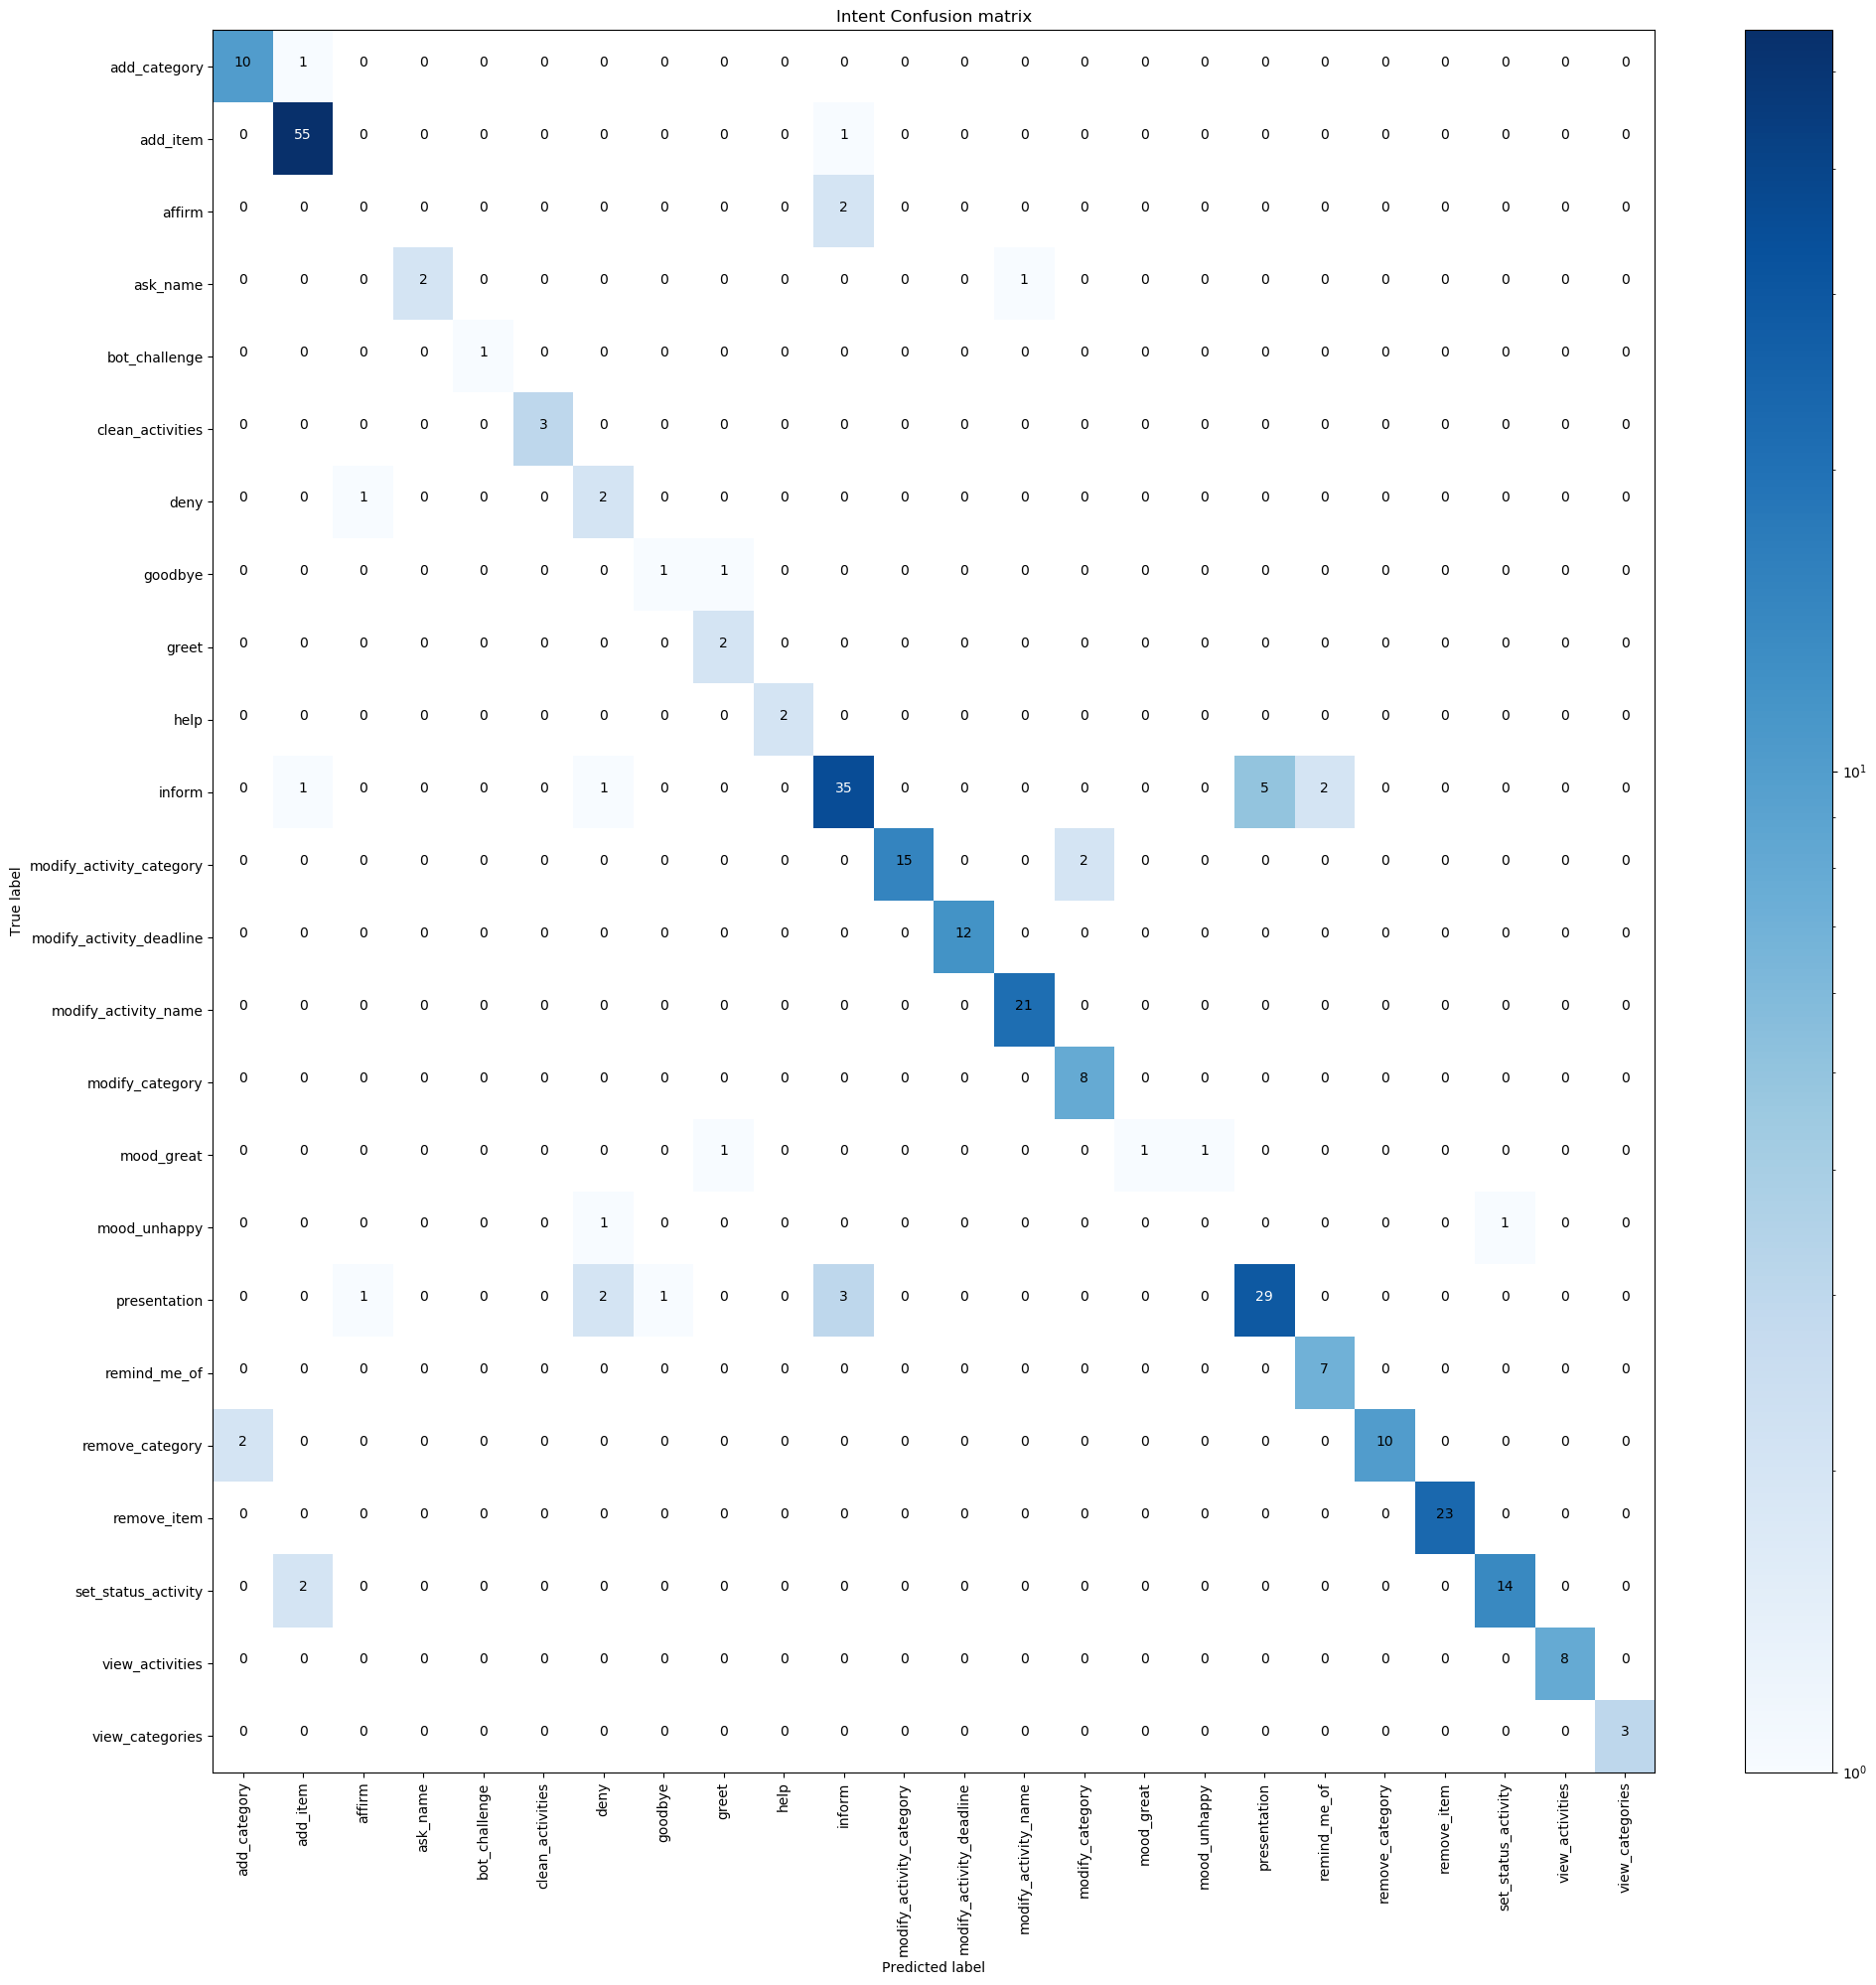 Intent Confusion matrix
add_category 10 1 0 0 0 0 0 0 0 0 0 0 0 0 0 0 0 0 0 0 0 0 0 0
add_item 0 55 0 0 0 0 0 0 0 0 1 0 0 0 0 0 0 0 0 0 0 0 0 0
affirm 0 0 0 0 0 0 0 0 0 0 2 0 0 0 0 0 0 0 0 0 0 0 0 0
ask_name 0 0 0 2 0 0 0 0 0 0 0 0 0 1 0 0 0 0 0 0 0 0 0 0
bot_challenge 0 0 0 0 1 0 0 0 0 0 0 0 0 0 0 0 0 0 0 0 0 0 0 0
clean_activities 0 0 0 0 0 3 0 0 0 0 0 0 0 0 0 0 0 0 0 0 0 0 0 0
deny 0 0 1 0 0 0 2 0 0 0 0 0 0 0 0 0 0 0 0 0 0 0 0 0
goodbye 0 0 0 0 0 0 0 1 1 0 0 0 0 0 0 0 0 0 0 0 0 0 0 0
greet 0 0 0 0 0 0 0 0 2 0 0 0 0 0 0 0 0 0 0 0 0 0 0 0
help 0 0 0 0 0 0 0 0 0 2 0 0 0 0 0 0 0 0 0 0 0 0 0 0
inform 0 1 0 0 0 0 1 0 0 0 35 0 0 0 0 0 0 5 2 0 0 0 0 0
10^1
modify_activity_category 0 0 0 0 0 0 0 0 0 0 0 15 0 0 2 0 0 0 0 0 0 0 0 0
True label
modify_activity_deadline 0 0 0 0 0 0 0 0 0 0 0 0 12 0 0 0 0 0 0 0 0 0 0 0
modify_activity_name 0 0 0 0 0 0 0 0 0 0 0 0 0 21 0 0 0 0 0 0 0 0 0 0
modify_category 0 0 0 0 0 0 0 0 0 0 0 0 0 0 8 0 0 0 0 0 0 0 0 0
mood_great 0 0 0 0 0 0 0 0 1 0 0 0 0 0 0 1 1 0 0 0 0 0 0 0
mood_unhappy 0 0 0 0 0 0 1 0 0 0 0 0 0 0 0 0 0 0 0 0 0 1 0 0
presentation 0 0 1 0 0 0 2 1 0 0 3 0 0 0 0 0 0 29 0 0 0 0 0 0
remind_me_of 0 0 0 0 0 0 0 0 0 0 0 0 0 0 0 0 0 0 7 0 0 0 0 0
remove_category 2 0 0 0 0 0 0 0 0 0 0 0 0 0 0 0 0 0 0 10 0 0 0 0
remove_item 0 0 0 0 0 0 0 0 0 0 0 0 0 0 0 0 0 0 0 0 23 0 0 0
set_status_activity 0 2 0 0 0 0 0 0 0 0 0 0 0 0 0 0 0 0 0 0 0 14 0 0
view_activities 0 0 0 0 0 0 0 0 0 0 0 0 0 0 0 0 0 0 0 0 0 0 8 0
view_categories 0 0 0 0 0 0 0 0 0 0 0 0 0 0 0 0 0 0 0 0 0 0 0 3
10^0
add_category
add_item
affirm
ask_name
bot_challenge
clean_activities
deny
goodbye
greet
help
inform
modify_activity_category
modify_activity_deadline
modify_activity_name
modify_category
mood_great
mood_unhappy
presentation
remind_me_of
remove_category
remove_item
set_status_activity
view_activities
view_categories
Predicted label